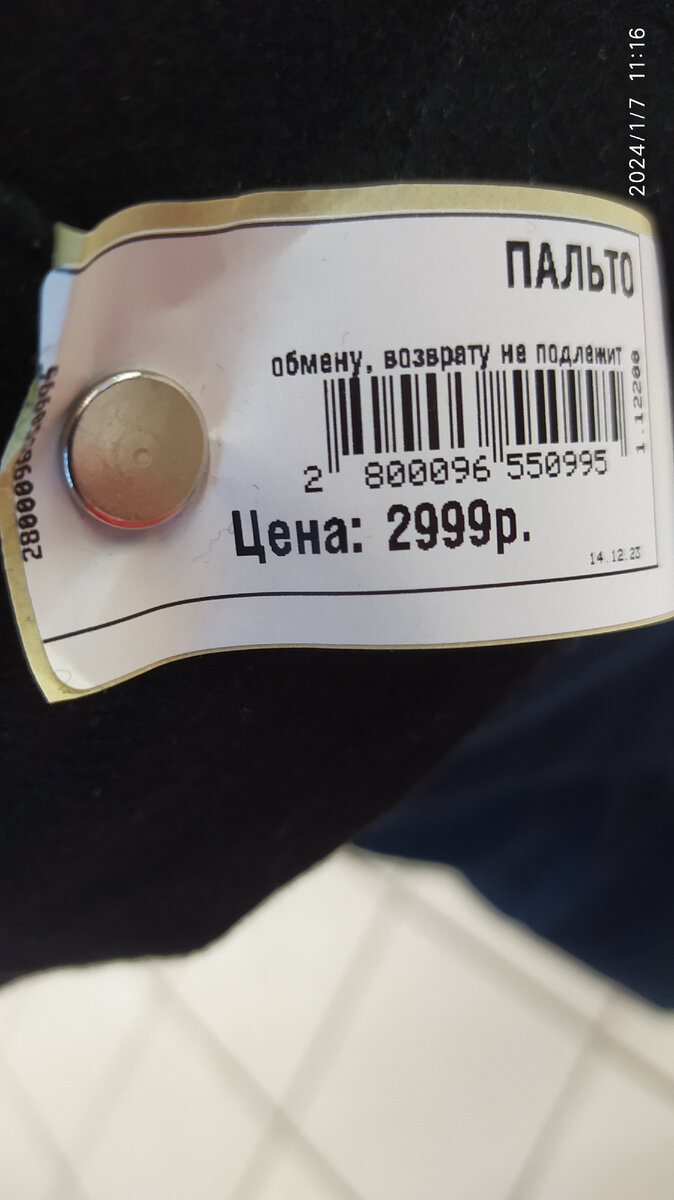 2024/1/7 11:16
ПАЛЬТО
обмену, возврату не подлежит
2 800096 550995
1.12200
Цена: 2999р.
14.12.23
2800096550995